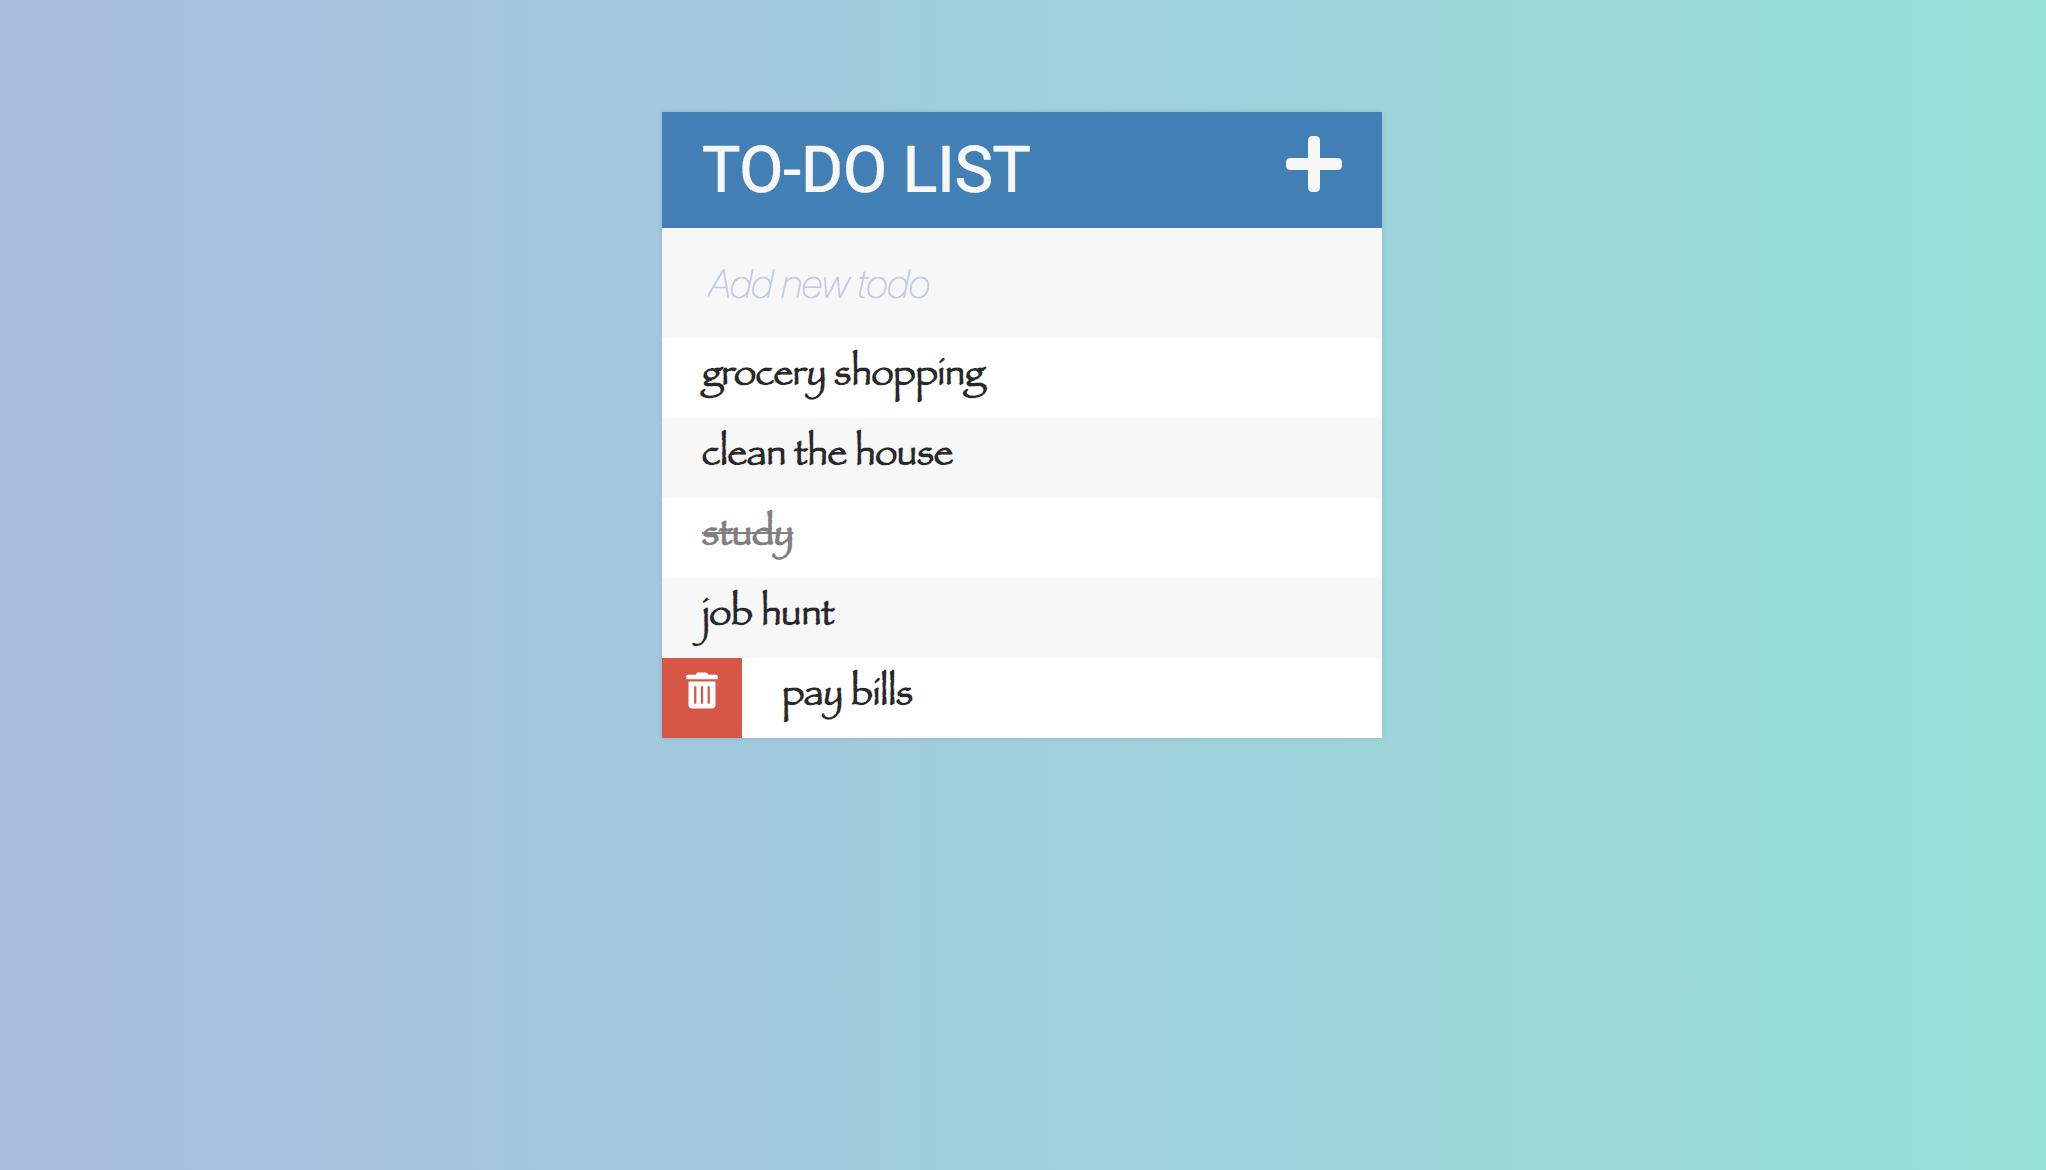 TO-DO LIST
Add new todo
grocery shopping
clean the house
study
job hunt
pay bills